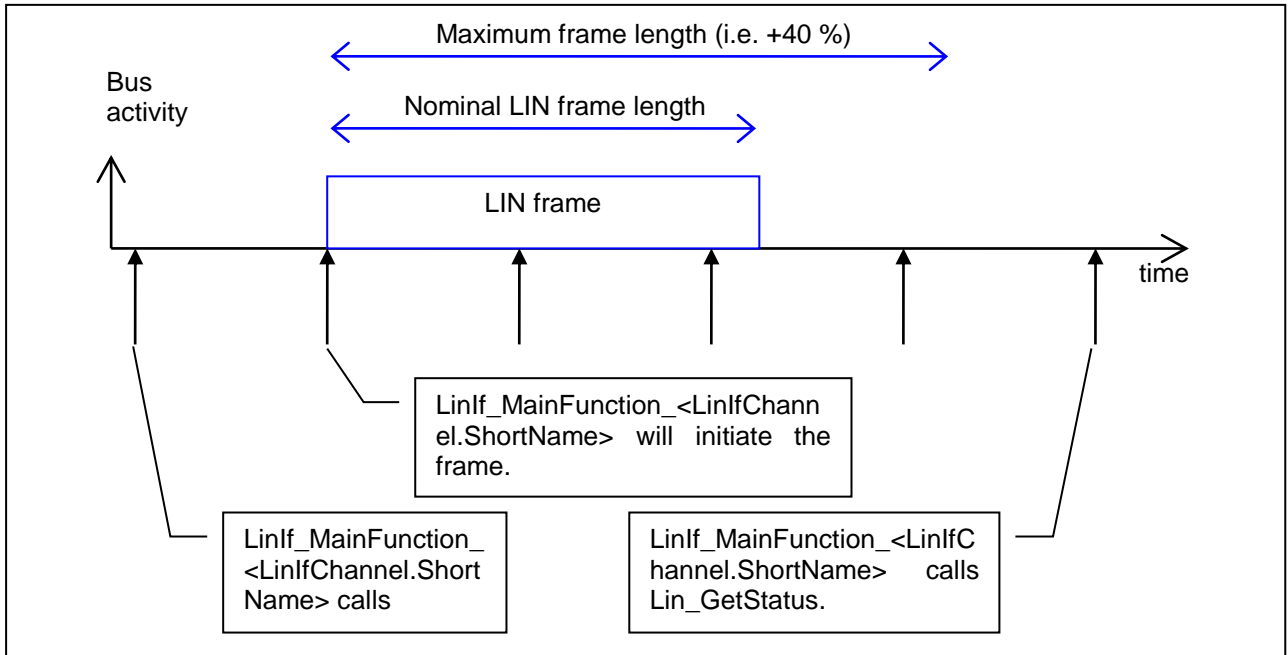 Maximum frame length (i.e. +40 %)
Bus
activity
Nominal LIN frame length
LIN frame
time
LinIf_MainFunction_<LinIfChann
el.ShortName> will initiate the
frame.
LinIf_MainFunction_
<LinIfChannel.Short
Name> calls
LinIf_MainFunction_<LinIfC
hannel.ShortName> calls
Lin_GetStatus.